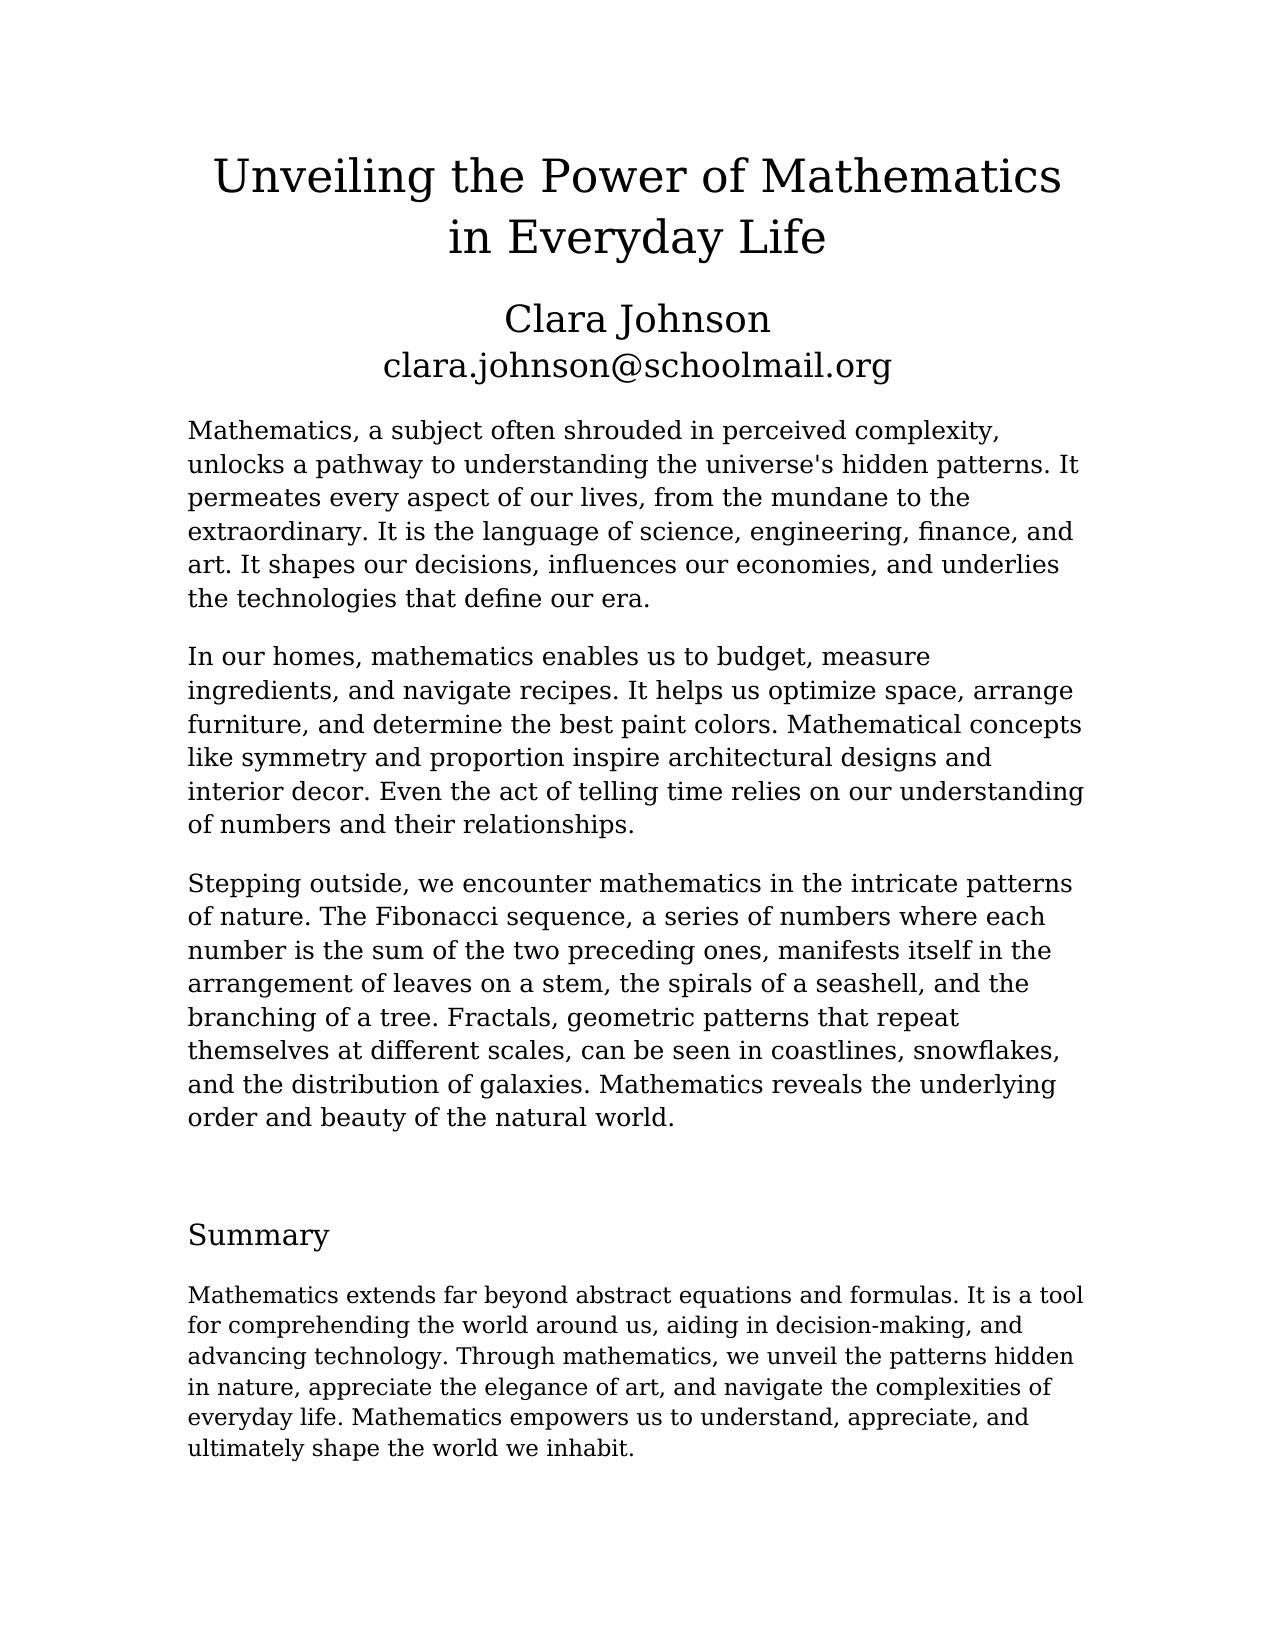 Unveiling the Power of Mathematics
in Everyday Life
Clara Johnson
clara.johnson@schoolmail.org
Mathematics, a subject often shrouded in perceived complexity,
unlocks a pathway to understanding the universe's hidden patterns. It
permeates every aspect of our lives, from the mundane to the
extraordinary. It is the language of science, engineering, finance, and
art. It shapes our decisions, influences our economies, and underlies
the technologies that define our era.
In our homes, mathematics enables us to budget, measure
ingredients, and navigate recipes. It helps us optimize space, arrange
furniture, and determine the best paint colors. Mathematical concepts
like symmetry and proportion inspire architectural designs and
interior decor. Even the act of telling time relies on our understanding
of numbers and their relationships.
Stepping outside, we encounter mathematics in the intricate patterns
of nature. The Fibonacci sequence, a series of numbers where each
number is the sum of the two preceding ones, manifests itself in the
arrangement of leaves on a stem, the spirals of a seashell, and the
branching of a tree. Fractals, geometric patterns that repeat
themselves at different scales, can be seen in coastlines, snowflakes,
and the distribution of galaxies. Mathematics reveals the underlying
order and beauty of the natural world.
Summary
Mathematics extends far beyond abstract equations and formulas. It is a tool
for comprehending the world around us, aiding in decision-making, and
advancing technology. Through mathematics, we unveil the patterns hidden
in nature, appreciate the elegance of art, and navigate the complexities of
everyday life. Mathematics empowers us to understand, appreciate, and
ultimately shape the world we inhabit.